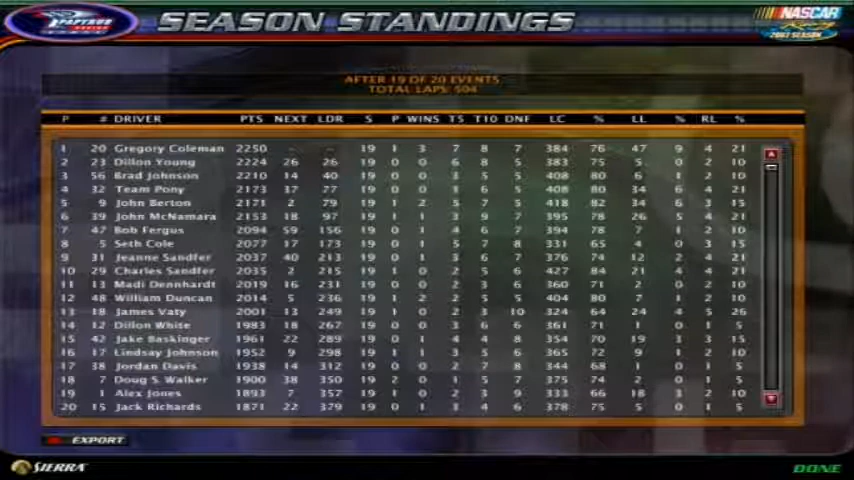 PAPYRUS RACING SEASON STANDINGS NASCAR Racing 2003 SEASON
AFTER 19 OF 20 EVENTS
TOTAL LAPS: 504
P # DRIVER PTS NEXT LDR S P WINS T5 T10 DNF LC % LL % RL %
1 20 Gregory Coleman 2250 - - 19 1 3 7 8 7 384 76 47 9 4 21
2 23 Dillon Young 2224 26 26 19 0 0 6 8 5 383 75 5 0 2 10
3 56 Brad Johnson 2210 14 40 19 0 0 3 5 5 408 80 6 1 2 10
4 32 Team Pony 2173 37 77 19 0 0 1 6 5 408 80 34 6 4 21
5 9 John Berton 2171 2 79 19 1 2 5 7 5 418 82 34 6 3 15
6 39 John McNamara 2153 18 97 19 1 1 3 9 7 395 78 26 5 4 21
7 47 Bob Fergus 2094 59 156 19 0 1 4 6 7 394 78 7 1 2 10
8 5 Seth Cole 2077 17 173 19 0 1 5 7 8 331 65 4 0 3 15
9 31 Jeanne Sandfer 2037 40 213 19 0 1 3 6 7 376 74 12 2 4 21
10 29 Charles Sandfer 2035 2 215 19 1 0 2 5 6 427 84 21 4 4 21
11 13 Madi Dennhardt 2019 16 231 19 0 0 2 3 6 360 71 2 0 2 10
12 48 William Duncan 2014 5 236 19 1 2 2 5 5 404 80 7 1 2 10
13 18 James Vaty 2001 13 249 19 1 0 2 3 10 324 64 24 4 5 26
14 12 Dillon White 1983 18 267 19 0 0 3 6 6 361 71 1 0 1 5
15 42 Jake Baskinger 1961 22 289 19 0 1 4 4 8 354 70 19 3 3 15
16 17 Lindsay Johnson 1952 9 298 19 1 1 3 5 6 365 72 9 1 2 10
17 38 Jordan Davis 1938 14 312 19 0 0 2 7 8 344 68 1 0 1 5
18 7 Doug S. Walker 1900 38 350 19 2 0 1 5 7 375 74 2 0 1 5
19 1 Alex Jones 1893 7 357 19 1 0 2 3 9 333 66 18 3 2 10
20 15 Jack Richards 1871 22 379 19 0 1 3 4 6 378 75 5 0 1 5
EXPORT
SIERRA DONE